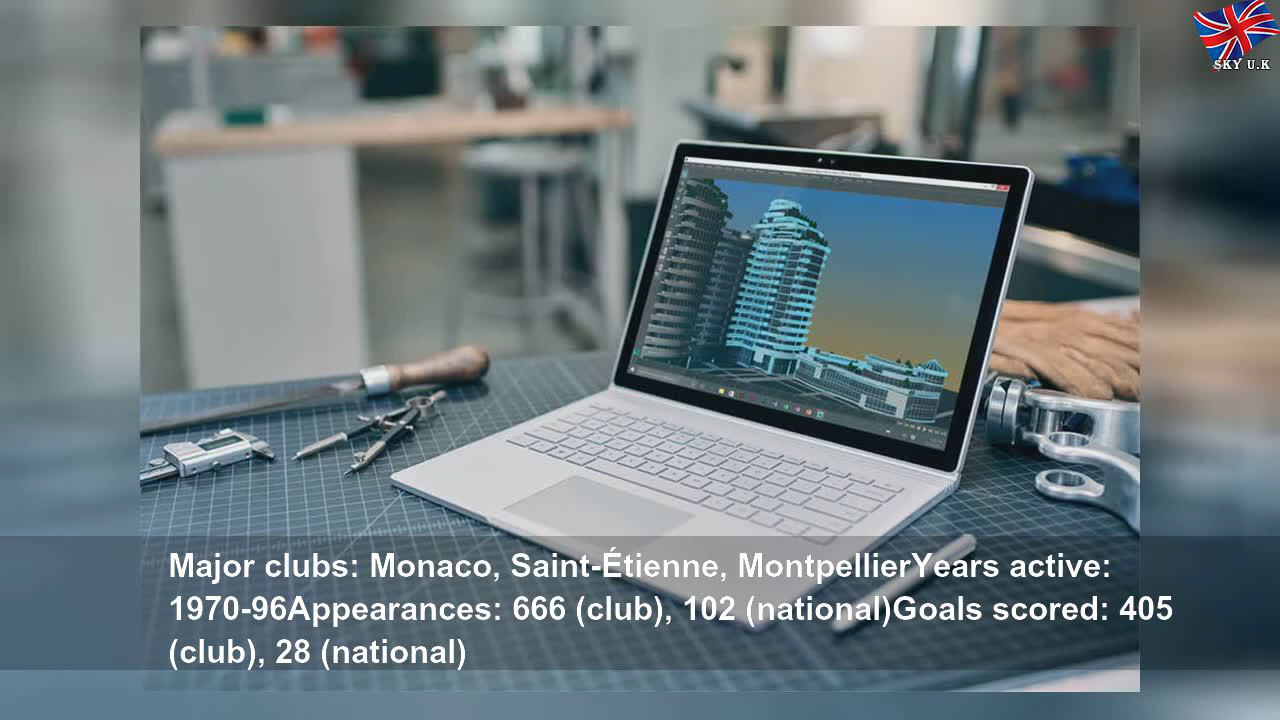 SKY U.K
Major clubs: Monaco, Saint-Étienne, MontpellierYears active:
1970-96Appearances: 666 (club), 102 (national)Goals scored: 405
(club), 28 (national)